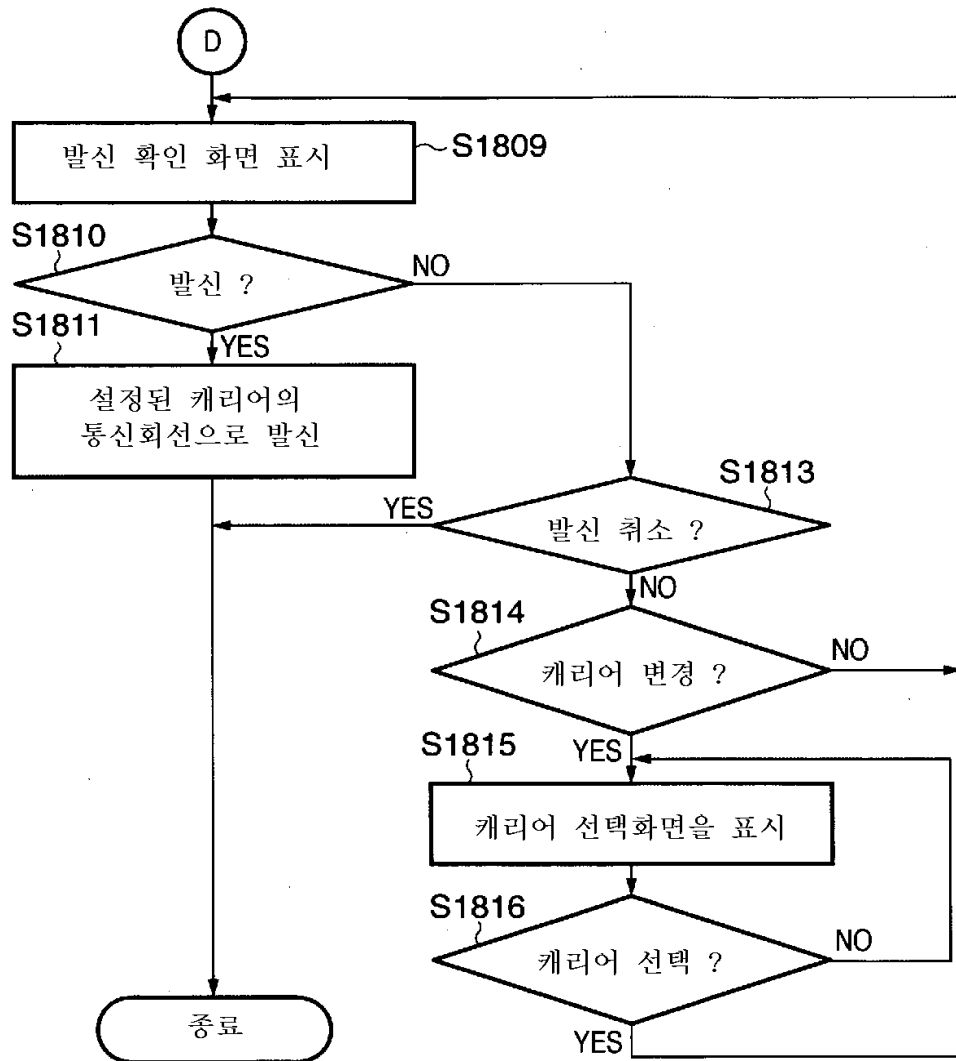 D
발신 확인 화면 표시
S1809
S1810
발신 ?
NO
S1811
YES
설정된 캐리어의
통신회선으로 발신
S1813
YES
발신 취소 ?
NO
S1814
캐리어 변경 ?
NO
YES
S1815
캐리어 선택화면을 표시
S1816
캐리어 선택 ?
NO
YES
종료